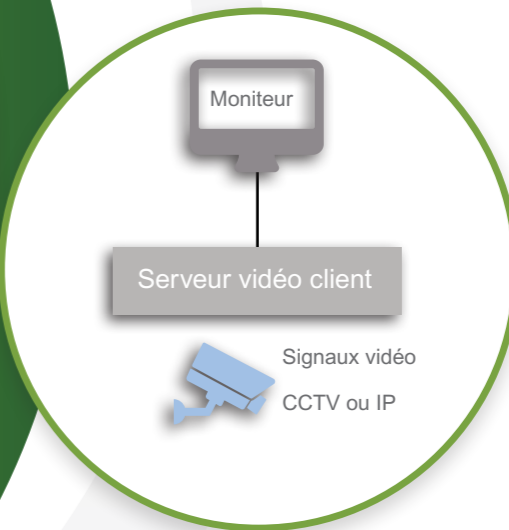 Moniteur
Serveur vidéo client
Signaux vidéo
CCTV ou IP